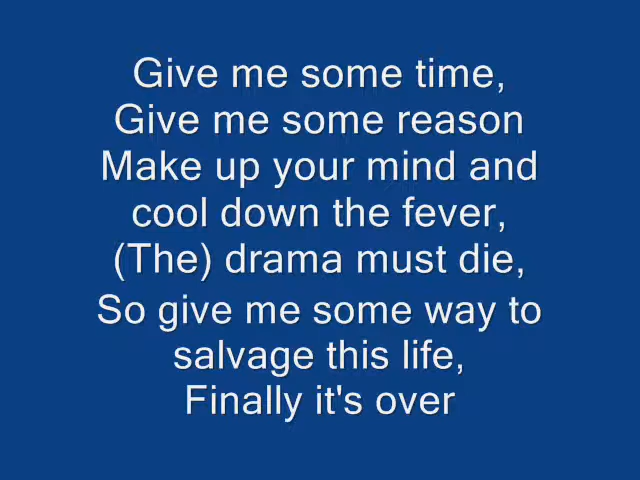 Give me some time,
Give me some reason
Make up your mind and
cool down the fever,
(The) drama must die,
So give me some way to
salvage this life,
Finally it's over